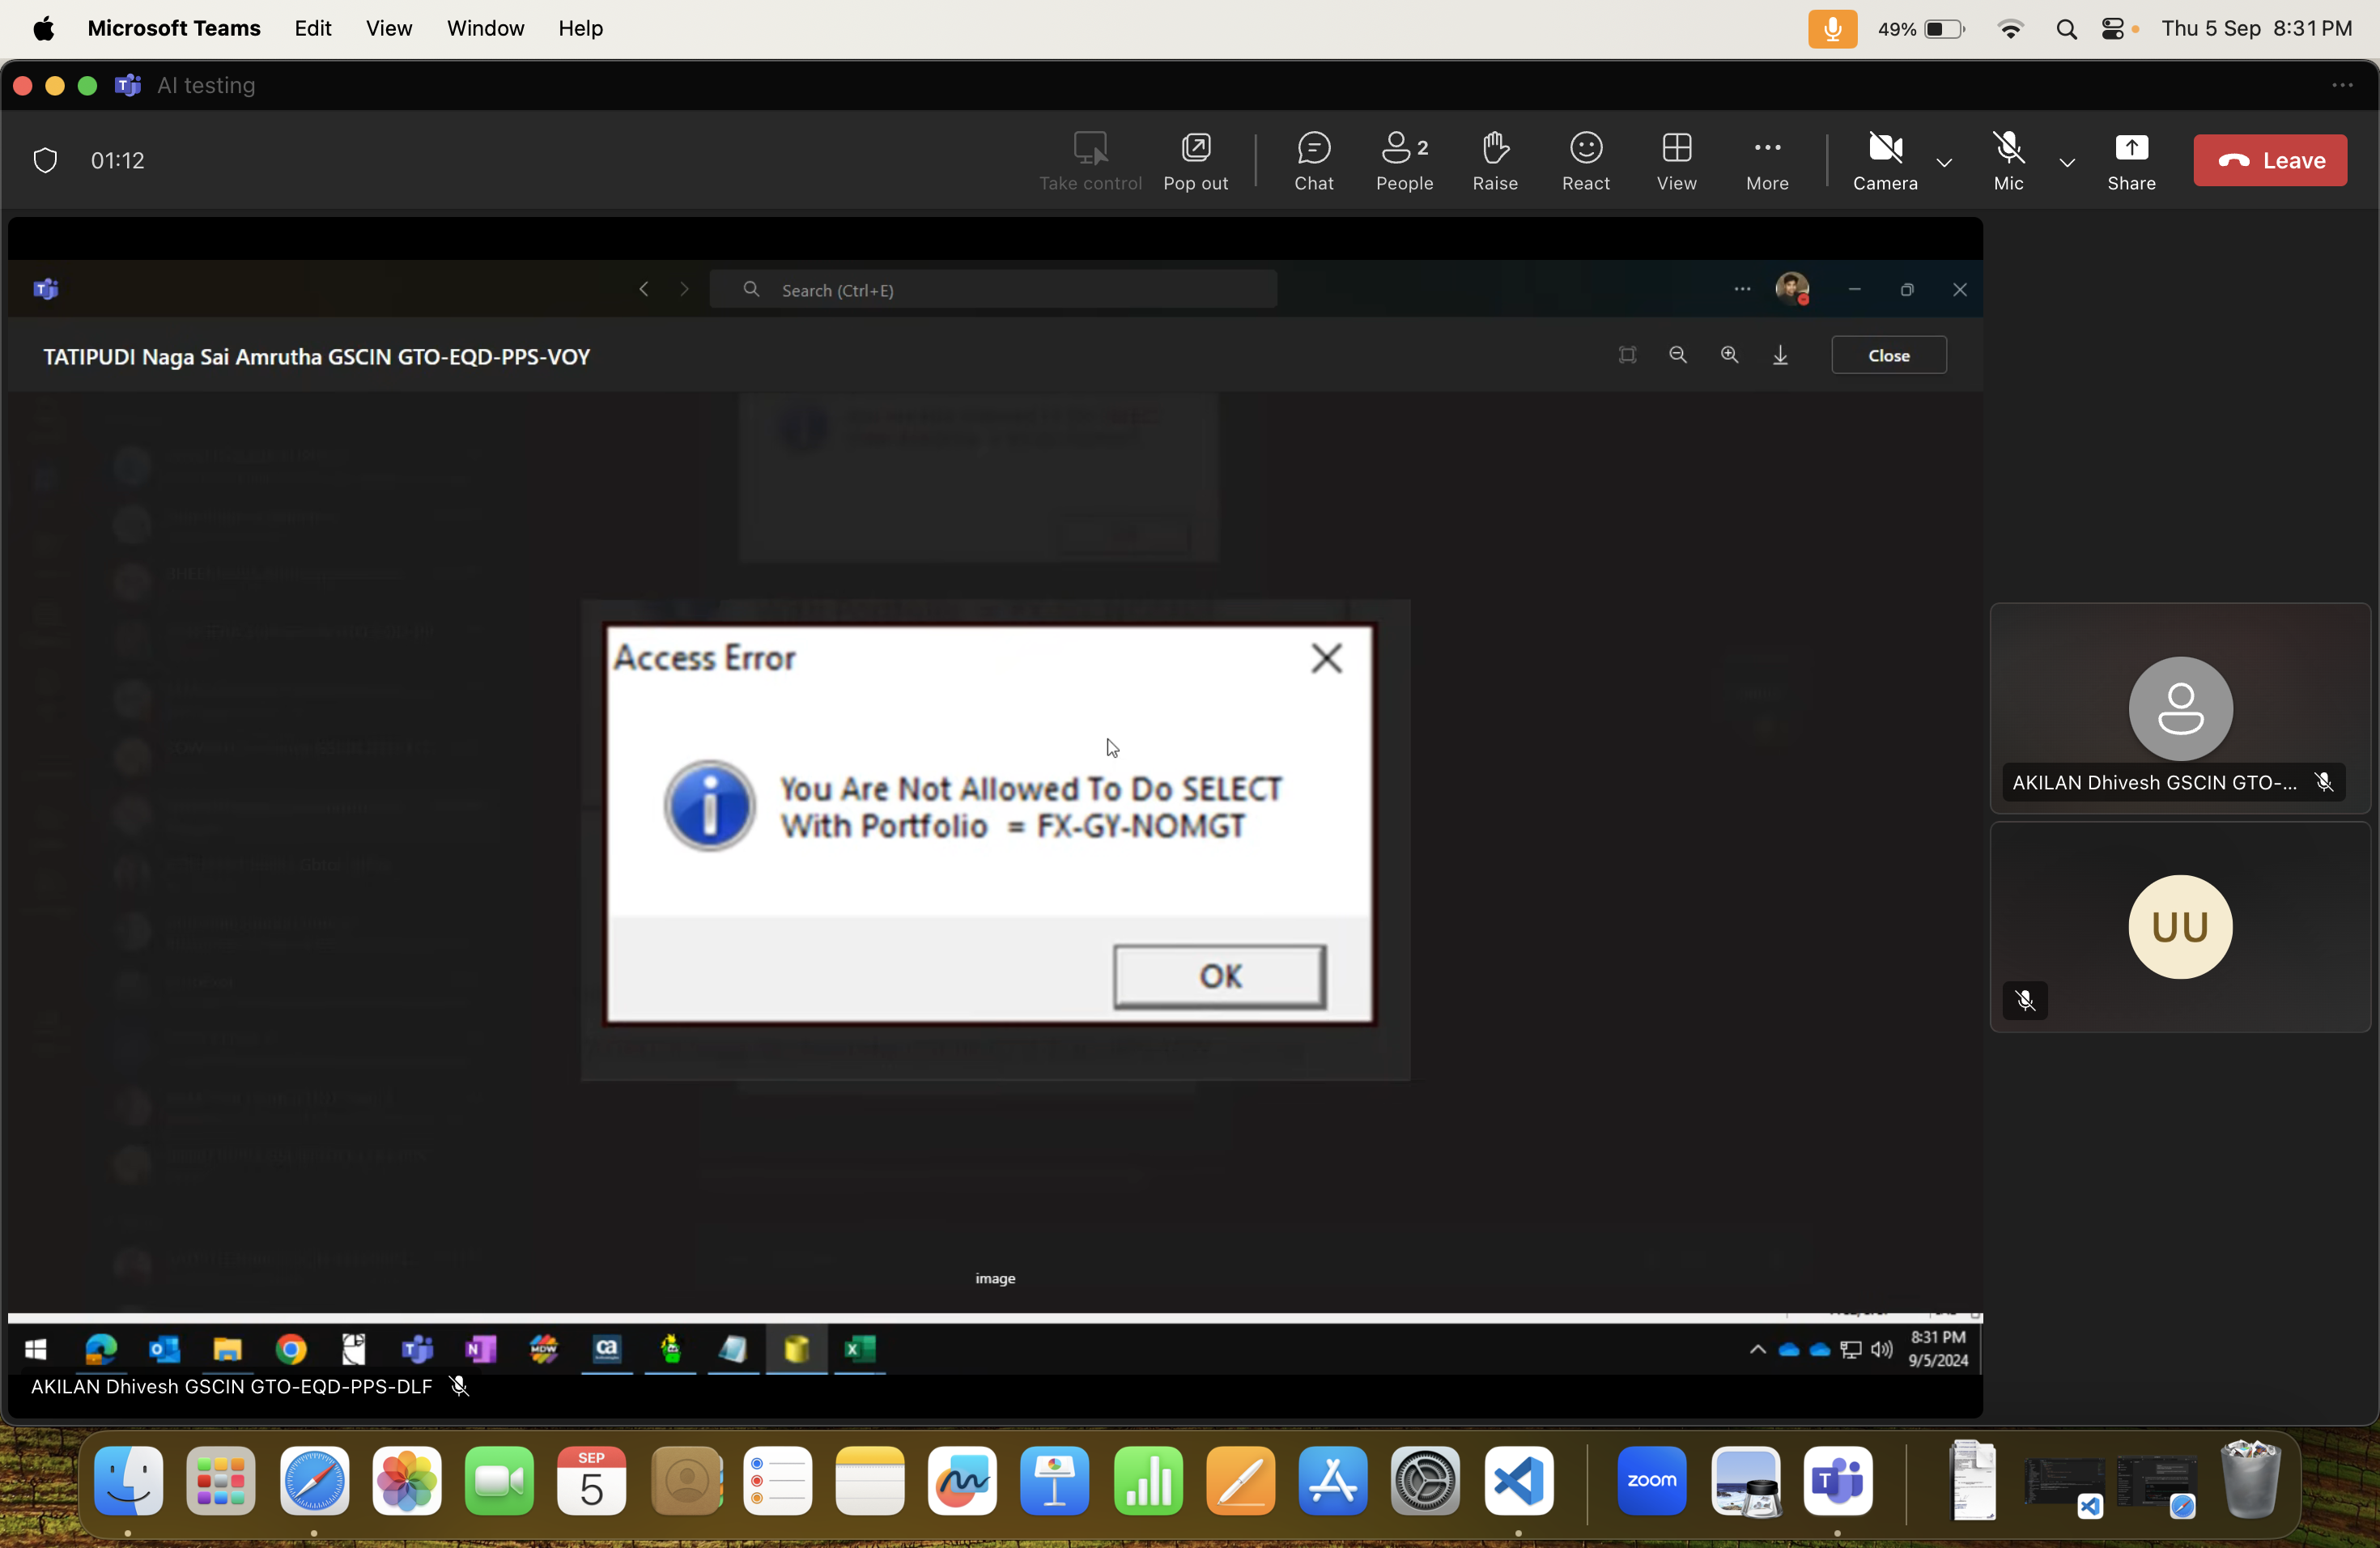 Microsoft Teams Edit View Window Help
49% Thu 5 Sep 8:31 PM
AI testing
01:12
Take control Pop out Chat People 2 Raise React View More Camera Mic Share Leave
Search (Ctrl+E)
TATIPUDI Naga Sai Amrutha GSCIN GTO-EQD-PPS-VOY
Close
Access Error
You Are Not Allowed To Do SELECT
With Portfolio = FX-GY-NOMGT
OK
image
8:31 PM
9/5/2024
AKILAN Dhivesh GSCIN GTO-EQD-PPS-DLF
AKILAN Dhivesh GSCIN GTO-...
UU
SEP
5
zoom
ca
MDW